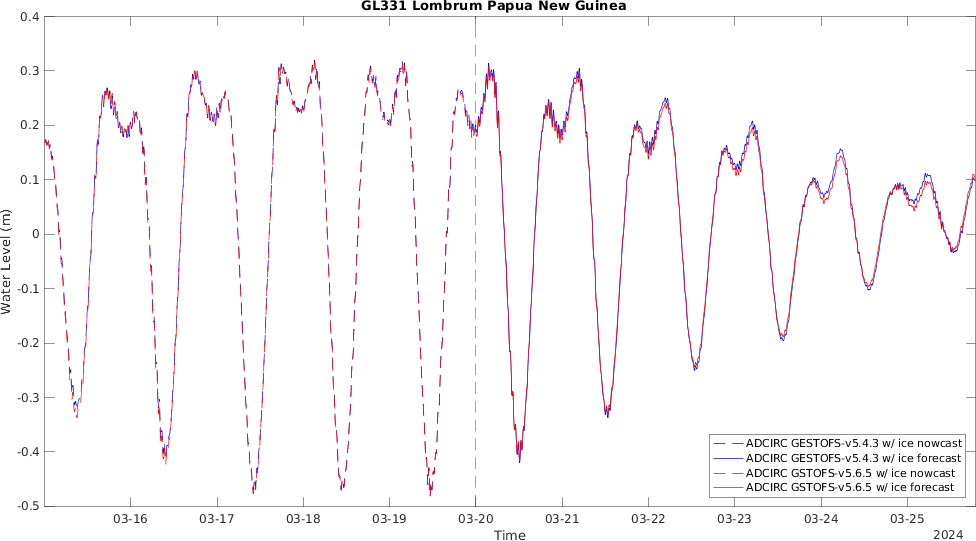 GL331 Lombrum Papua New Guinea
0.4
0.3
0.2
0.1
0
-0.1
-0.2
-0.3
-0.4
-0.5
Water Level (m)
ADCIRC GESTOFS-v5.4.3 w/ ice nowcast
ADCIRC GESTOFS-v5.4.3 w/ ice forecast
ADCIRC GSTOFS-v5.6.5 w/ ice nowcast
ADCIRC GSTOFS-v5.6.5 w/ ice forecast
03-16 03-17 03-18 03-19 03-20 03-21 03-22 03-23 03-24 03-25
Time
2024